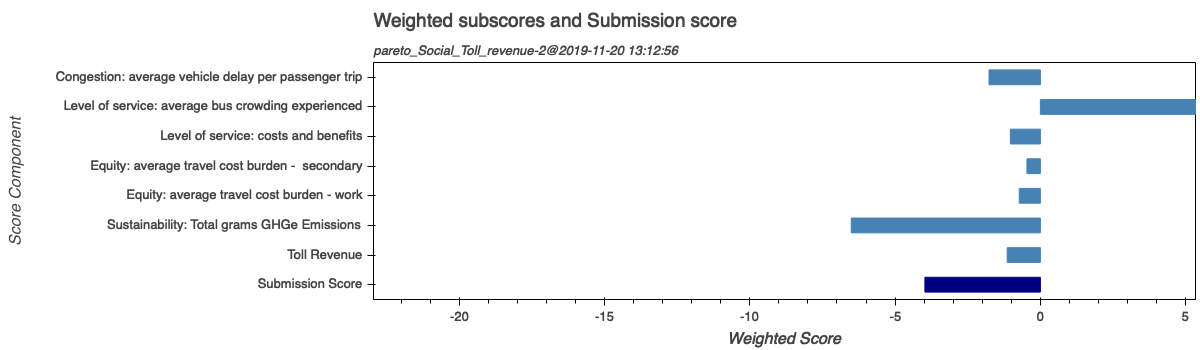 Weighted subscores and Submission score
pareto_Social_Toll_revenue-2@2019-11-20 13:12:56
Score Component
Congestion: average vehicle delay per passenger trip
Level of service: average bus crowding experienced
Level of service: costs and benefits
Equity: average travel cost burden -  secondary
Equity: average travel cost burden - work
Sustainability: Total grams GHGe Emissions
Toll Revenue
Submission Score
-20 -15 -10 -5 0 5
Weighted Score